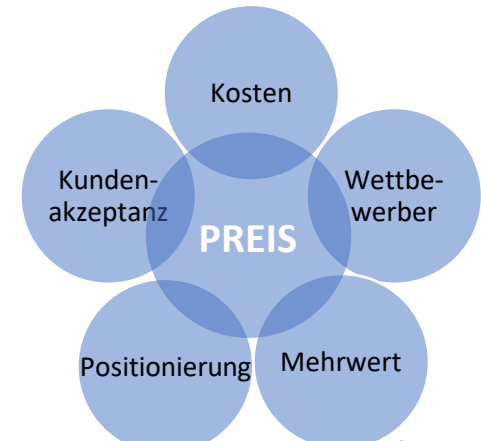 Kosten
Kunden-
akzeptanz
Wettbe-
werber
PREIS
Positionierung
Mehrwert